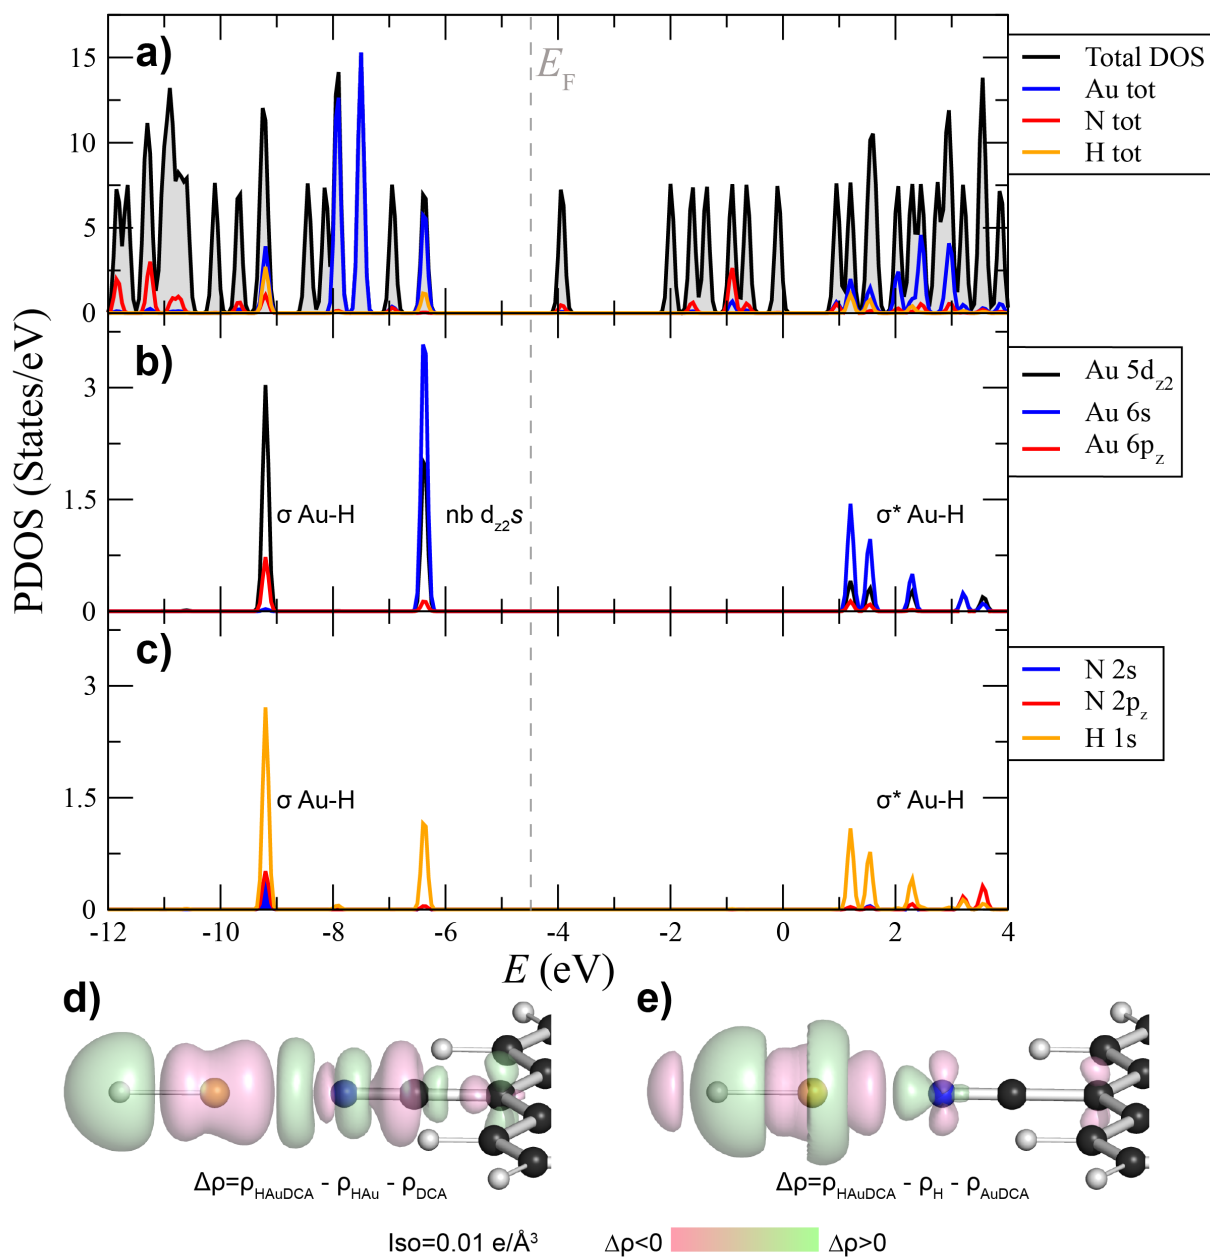 a)
E_F
15
10
5
0
Total DOS
Au tot
N tot
H tot
b)
3
1.5
0
σ Au-H
nb d_z2s
σ* Au-H
Au 5d_z2
Au 6s
Au 6p_z
PDOS (States/eV)
c)
3
1.5
0
σ Au-H
σ* Au-H
N 2s
N 2p_z
H 1s
-12 -10 -8 -6 -4 -2 0 2 4
E (eV)
d)
e)
Δρ=ρ_HAuDCA - ρ_HAu - ρ_DCA
Δρ=ρ_HAuDCA - ρ_H - ρ_AuDCA
Iso=0.01 e/Å³ Δρ<0 Δρ>0